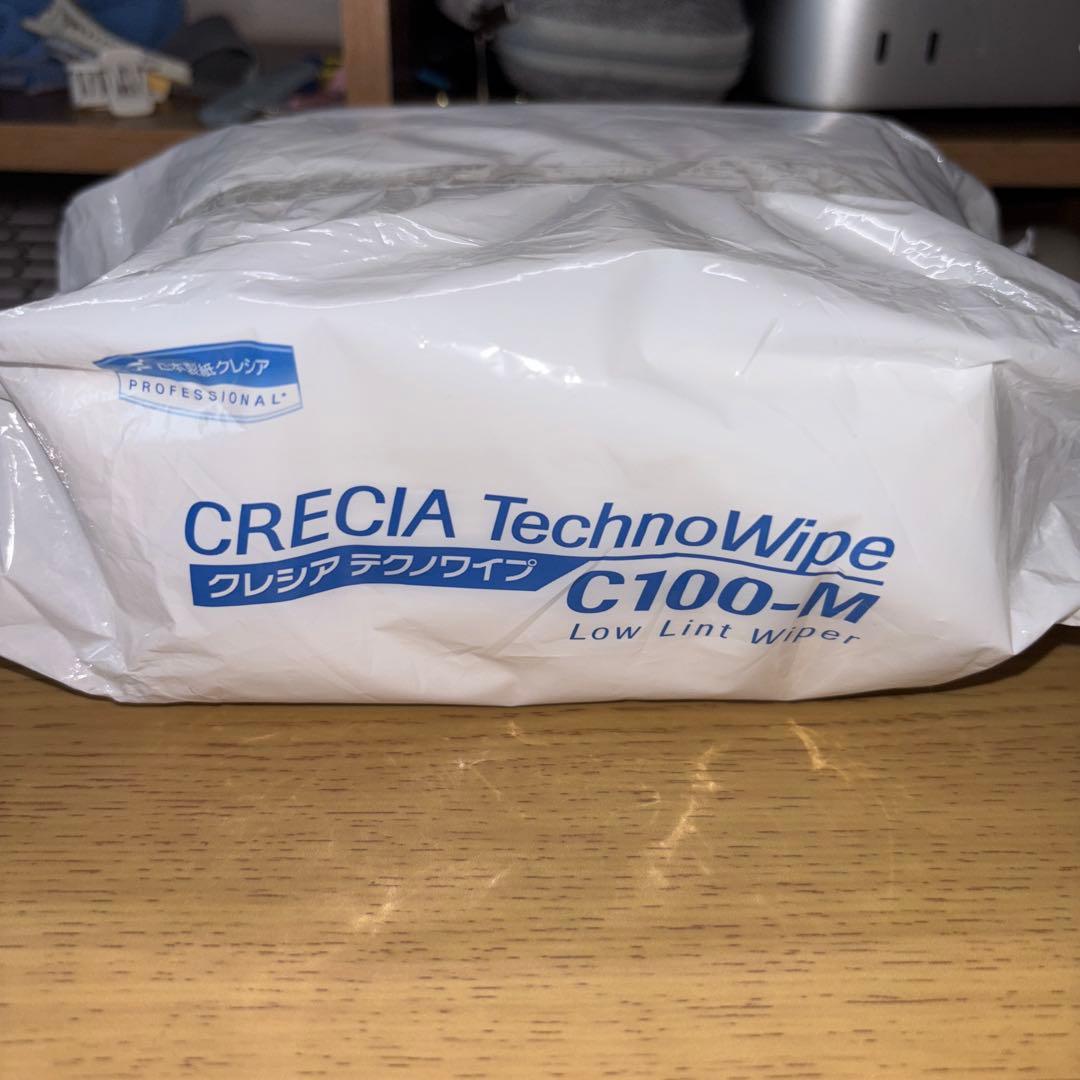 日本製紙クレシア
PROFESSIONAL*
CRECIA TechnoWipe
クレシア テクノワイプ
C100-M
Low Lint Wiper